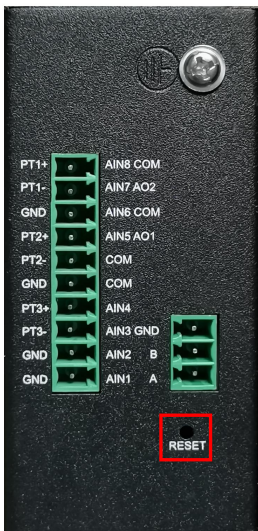 PT1+ AIN8 COM
PT1- AIN7 AO2
GND AIN6 COM
PT2+ AIN5 AO1
PT2- COM
GND COM
PT3+ AIN4
PT3- AIN3 GND
GND AIN2 B
GND AIN1 A
RESET